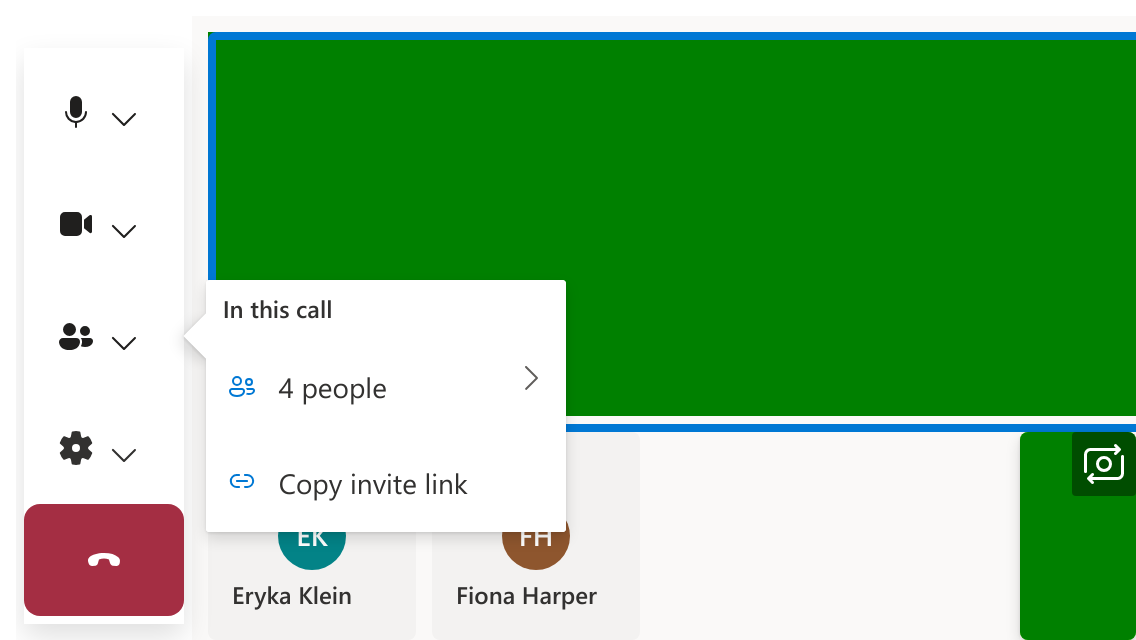 In this call
4 people
Copy invite link
EK
FH
Eryka Klein
Fiona Harper